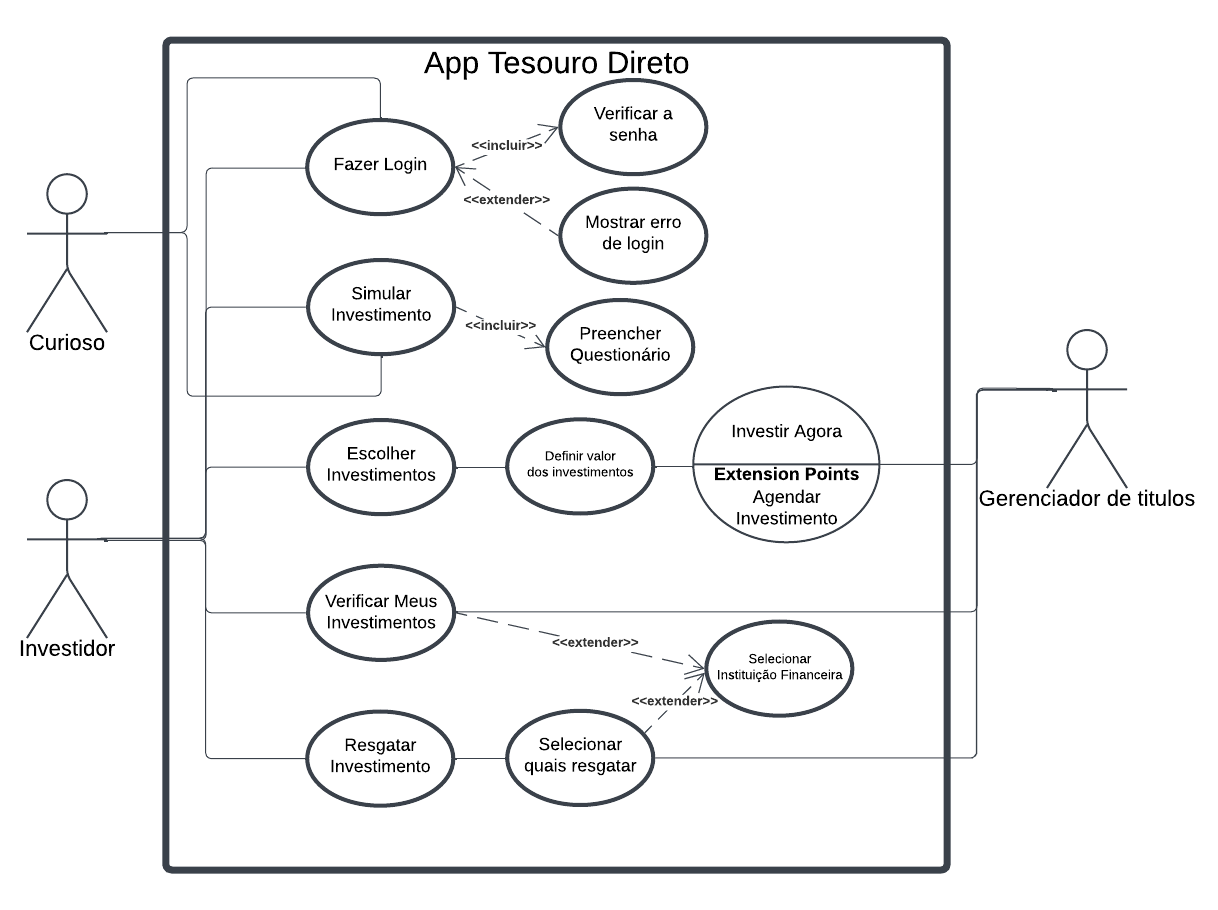 App Tesouro Direto
Verificar a
senha
<<incluir>>
Fazer Login
<<extender>>
Mostrar erro
de login
Simular
Investimento
<<incluir>>
Preencher
Questionário
Curioso
Escolher
Investimentos
Definir valor
dos investimentos
Investir Agora
Extension Points
Agendar
Investimento
Gerenciador de titulos
Investidor
Verificar Meus
Investimentos
<<extender>>
Selecionar
Instituição Financeira
<<extender>>
Resgatar
Investimento
Selecionar
quais resgatar